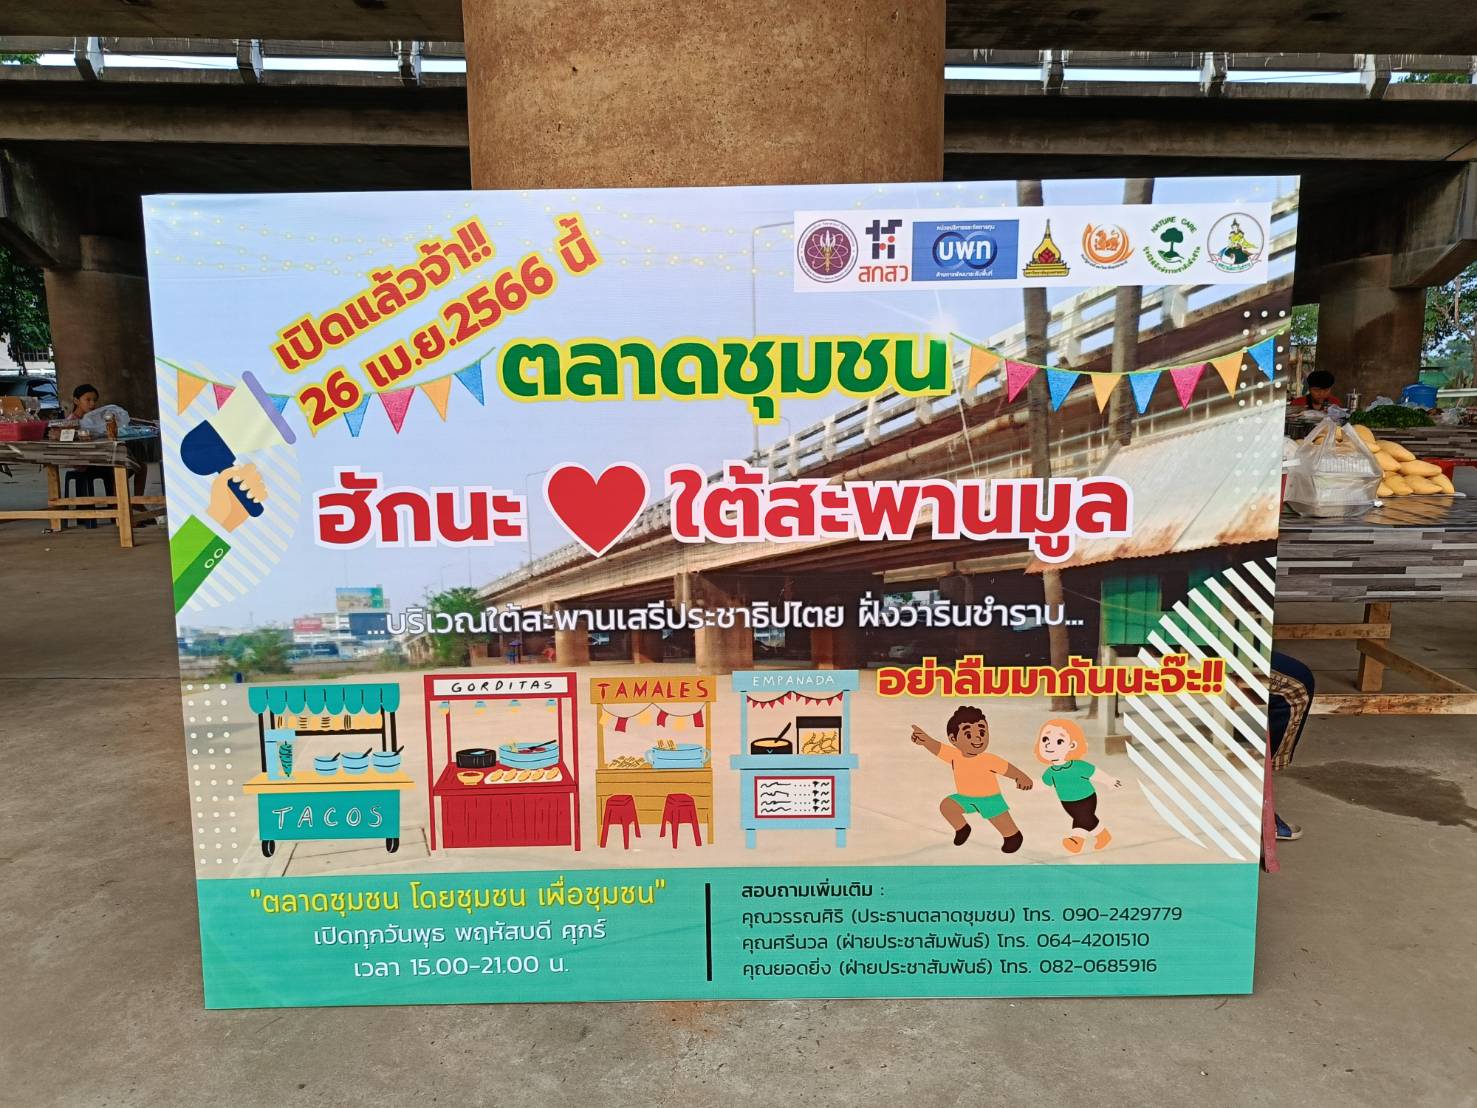 เปิดแล้วจ้า!!
26 เม.ย.2566 นี้
สกสว
บพท
NATURE CARE
ตลาดชุมชน
ฮักนะ ใต้สะพานมูล
...บริเวณใต้สะพานเสรีประชาธิปไตย ฝั่งวารินชำราบ...
อย่าลืมมากันนะจ๊ะ!!
TACOS
GORDITAS
TAMALES
EMPANADA
"ตลาดชุมชน โดยชุมชน เพื่อชุมชน"
เปิดทุกวันพุธ พฤหัสบดี ศุกร์
เวลา 15.00-21.00 น.
สอบถามเพิ่มเติม :
คุณวรรณศิริ (ประธานตลาดชุมชน) โทร. 090-2429779
คุณศรีนวล (ฝ่ายประชาสัมพันธ์) โทร. 064-4201510
คุณยอดยิ่ง (ฝ่ายประชาสัมพันธ์) โทร. 082-0685916